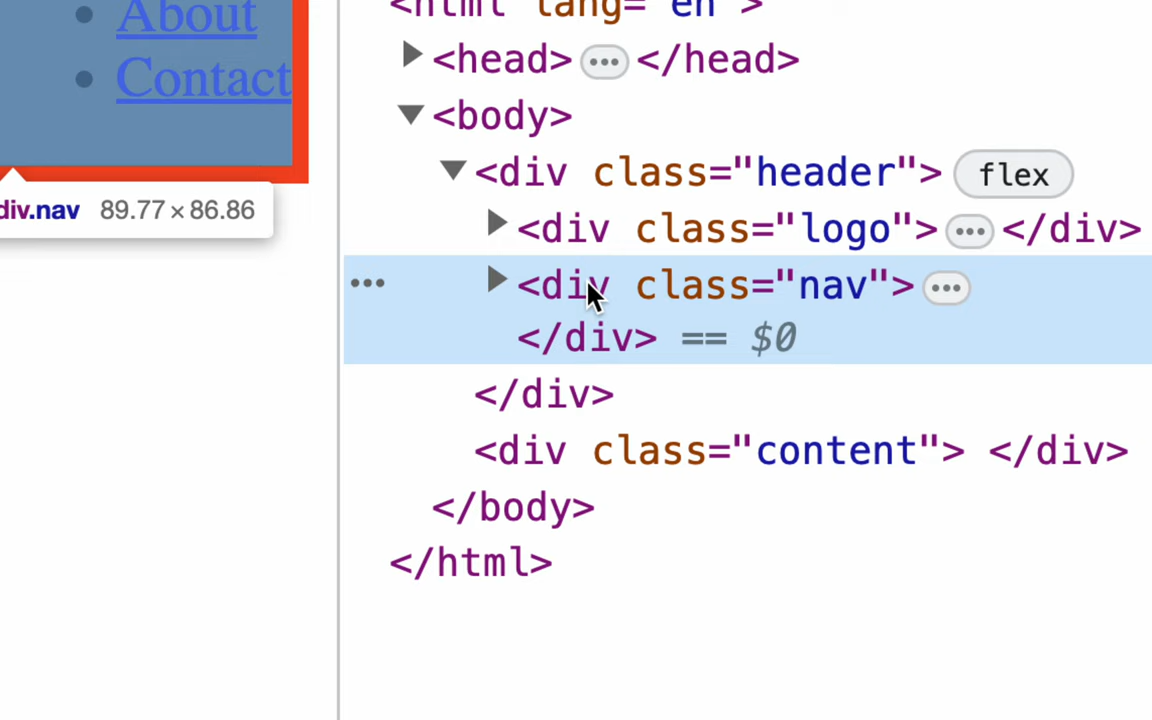 About
Contact
div.nav 89.77 × 86.86
<html lang="en">
<head> ••• </head>
<body>
<div class="header"> flex
<div class="logo"> ••• </div>
••• <div class="nav"> •••
</div> == $0
</div>
<div class="content"> </div>
</body>
</html>